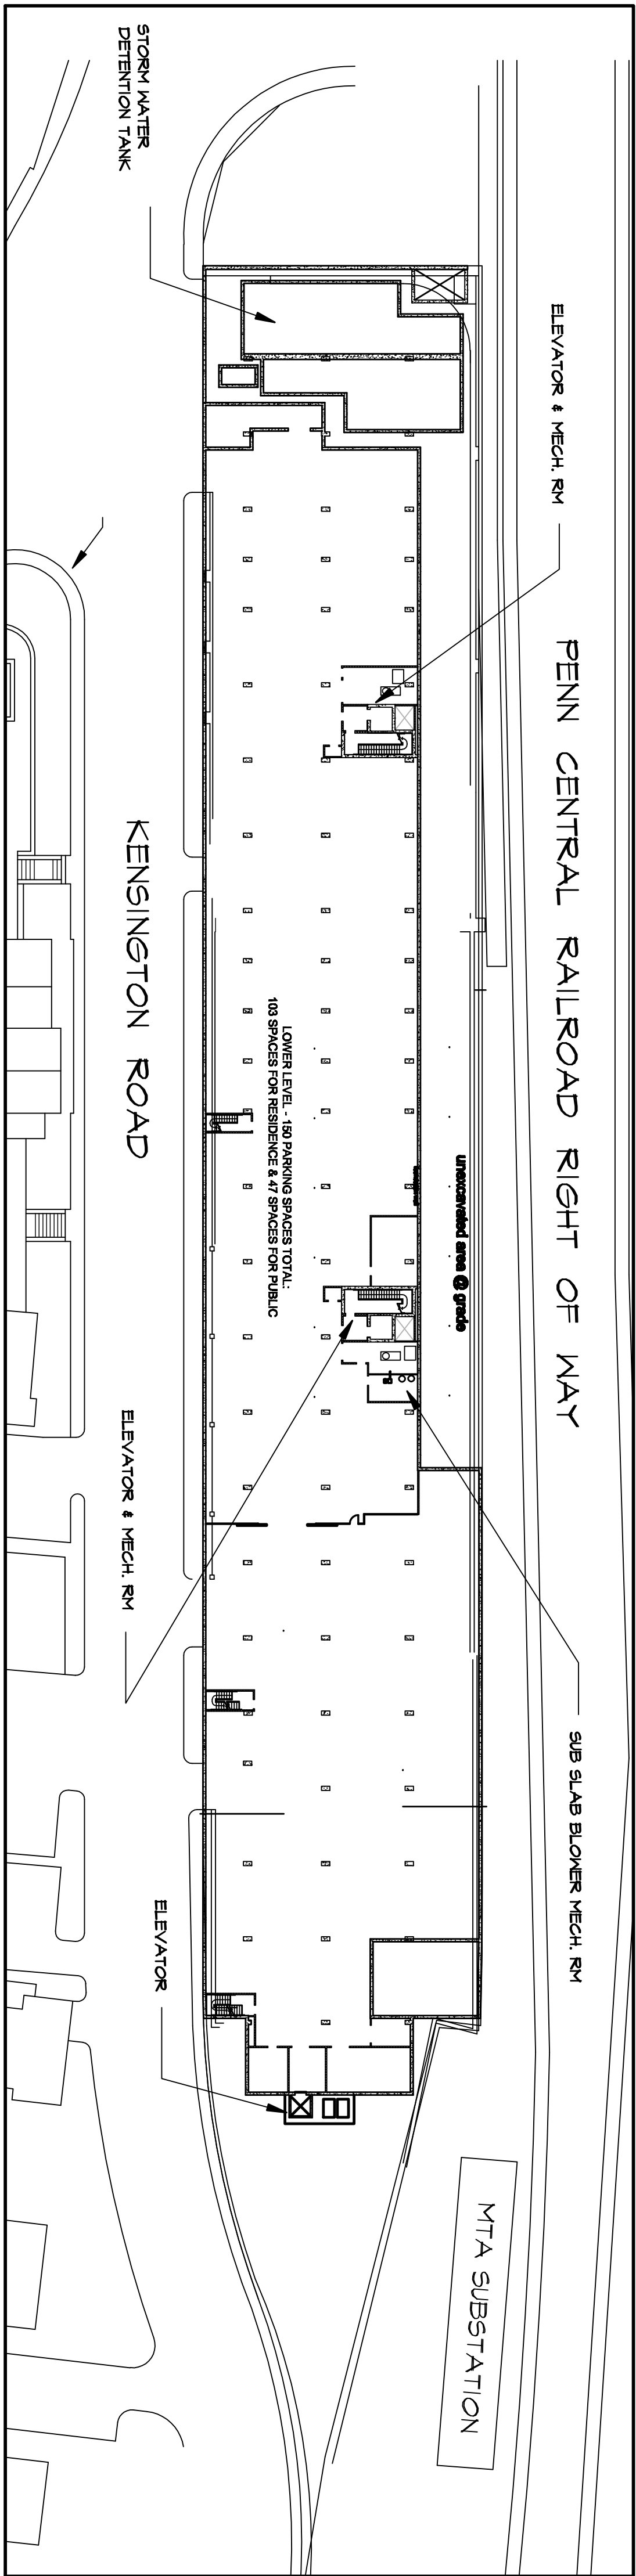 STORM WATER
DETENTION TANK
ELEVATOR & MECH. RM
PENN CENTRAL RAILROAD RIGHT OF WAY
KENSINGTON ROAD
LOWER LEVEL - 150 PARKING SPACES TOTAL:
103 SPACES FOR RESIDENCE & 47 SPACES FOR PUBLIC
unexcavated area @ grade
ELEVATOR & MECH. RM
SUB SLAB BLOWER MECH. RM
ELEVATOR
MTA SUBSTATION